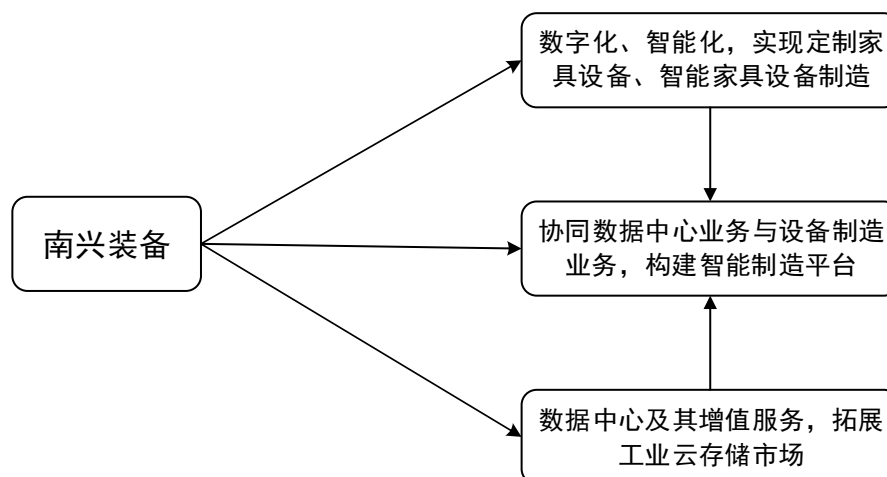 数字化、智能化，实现定制家
具设备、智能家具设备制造
南兴装备
协同数据中心业务与设备制造
业务，构建智能制造平台
数据中心及其增值服务，拓展
工业云存储市场